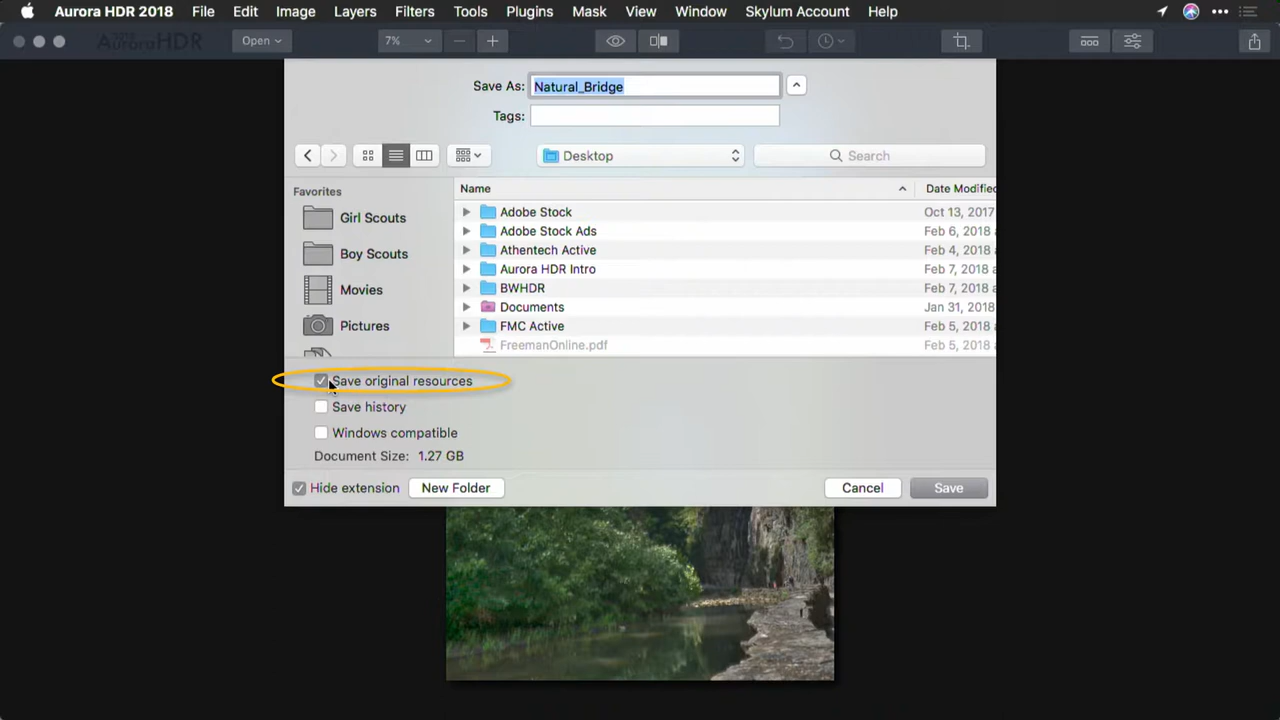 Aurora HDR 2018 File Edit Image Layers Filters Tools Plugins Mask View Window Skylum Account Help
AuroraHDR Open 7%
Save As: Natural_Bridge
Tags:
Desktop Search
Favorites Name Date Modified
Girl Scouts
Boy Scouts
Movies
Pictures
Adobe Stock Oct 13, 2017
Adobe Stock Ads Feb 6, 2018 a
Athentech Active Feb 4, 2018 a
Aurora HDR Intro Feb 7, 2018 a
BWHDR Feb 7, 2018 a
Documents Jan 31, 2018
FMC Active Feb 5, 2018 a
FreemanOnline.pdf Feb 5, 2018 a
Save original resources
Save history
Windows compatible
Document Size: 1.27 GB
Hide extension New Folder Cancel Save